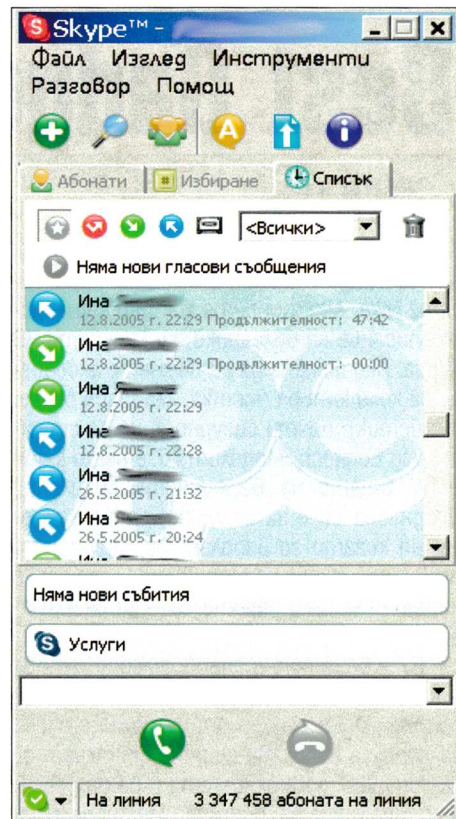 Skype™ -
Файл Изглед Инструменти
Разговор Помощ
Абонати Избиране Списък
<Всички>
Няма нови гласови съобщения
Ина
12.8.2005 г. 22:29 Продължителност: 47:42
Ина
12.8.2005 г. 22:29 Продължителност: 00:00
Ина
12.8.2005 г. 22:29
Ина
12.8.2005 г. 22:28
Ина
26.5.2005 г. 21:32
Ина
26.5.2005 г. 20:24
Няма нови събития
Услуги
На линия 3 347 458 абоната на линия